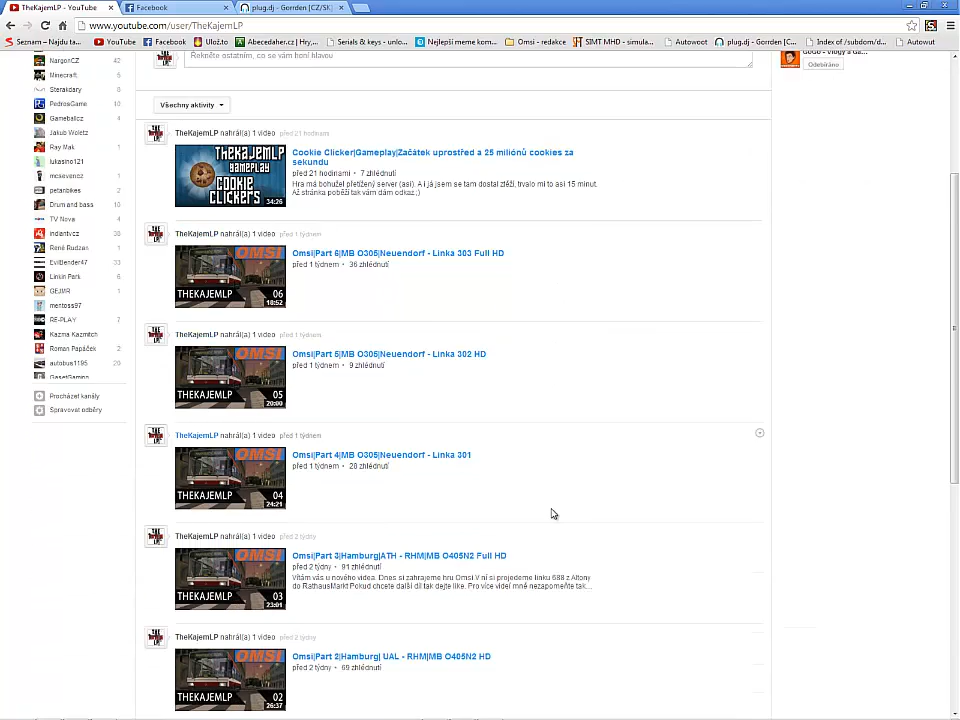 TheKajemLP - YouTube
Facebook
plug.dj - Gorrden [CZ/SK]
www.youtube.com/user/TheKajemLP
Seznam – Najdu ta...
YouTube
Facebook
Ulož.to
Abecedaher.cz | Hry,...
Serials & keys - unlo...
Nejlepší meme kom...
Omsi - redakce
SIMT MHD - simula...
Autowoot
plug.dj - Gorrden [C...
Index of /subdom/d...
Autowut
NargonCZ 42
Minecraft 5
Sterakdary
PedrosGame 10
Gameballcz 4
Jakub Woletz
Ray Mak 1
lukasino121
mcsevencz 1
petanbikes 2
Drum and bass 10
TV Nova 4
indiantvcz
René Rudzan 1
EvilBender47 33
Linkin Park 6
GEJMR 1
mentoss97
RE-PLAY 7
Kazma Kazmitch
Roman Papáček 2
autobus1195
GasetGaming
Procházet kanály
Spravovat odběry
Řekněte ostatním, co se vám honí hlavou
Všechny aktivity
TheKajemLP nahrál(a) 1 video před 21 hodinami
THEKAJEMLP
GAMEPLAY
COOKIE
CLICKERS
34:26
Cookie Clicker|Gameplay|Začátek uprostřed a 25 miliónů cookies za
sekundu
před 21 hodinami • 7 zhlédnutí
Hra má bohužel přetížený server (asi). A i já jsem se tam dostal ztěží, trvalo mi to asi 15 minut.
Až stránka poběží tak vám dám odkaz.;)
TheKajemLP nahrál(a) 1 video před 1 týdnem
OMSI
THEKAJEMLP 06
18:52
Omsi|Part 6|MB O305|Neuendorf - Linka 303 Full HD
před 1 týdnem • 36 zhlédnutí
TheKajemLP nahrál(a) 1 video před 1 týdnem
OMSI
THEKAJEMLP 05
20:00
Omsi|Part 5|MB O305|Neuendorf - Linka 302 HD
před 1 týdnem • 9 zhlédnutí
TheKajemLP nahrál(a) 1 video před 1 týdnem
OMSI
THEKAJEMLP 04
24:21
Omsi|Part 4|MB O305|Neuendorf - Linka 301
před 1 týdnem • 28 zhlédnutí
TheKajemLP nahrál(a) 1 video před 2 týdny
OMSI
THEKAJEMLP 03
23:01
Omsi|Part 3|Hamburg|ATH - RHM|MB O405N2 Full HD
před 2 týdny • 91 zhlédnutí
Vítám vás u nového videa. Dnes si zahrajeme hru Omsi V ní si projedeme linku 688 z Altony
do RathausMarkt Pokud chcete další díl tak dejte like. Pro více videí mně nezapomeňte tak...
TheKajemLP nahrál(a) 1 video před 2 týdny
OMSI
THEKAJEMLP 02
26:37
Omsi|Part 2|Hamburg| UAL - RHM|MB O405N2 HD
před 2 týdny • 69 zhlédnutí
Odebíráno